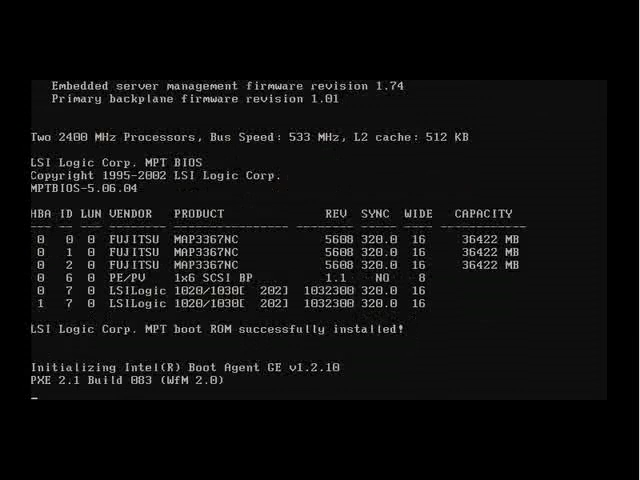 Embedded server management firmware revision 1.74
Primary backplane firmware revision 1.01
Two 2400 MHz Processors, Bus Speed: 533 MHz, L2 cache: 512 KB
LSI Logic Corp. MPT BIOS
Copyright 1995-2002 LSI Logic Corp.
MPTBIOS-5.06.04
HBA ID LUN VENDOR PRODUCT REV SYNC WIDE CAPACITY
0 0 0 FUJITSU MAP3367NC 5608 320.0 16 36422 MB
0 1 0 FUJITSU MAP3367NC 5608 320.0 16 36422 MB
0 2 0 FUJITSU MAP3367NC 5608 320.0 16 36422 MB
0 6 0 PE/PV 1x6 SCSI BP 1.1 NO 8
0 7 0 LSILogic 1020/1030[ 202] 1032300 320.0 16
1 7 0 LSILogic 1020/1030[ 202] 1032300 320.0 16
LSI Logic Corp. MPT boot ROM successfully installed!
Initializing Intel(R) Boot Agent GE v1.2.10
PXE 2.1 Build 083 (WfM 2.0)